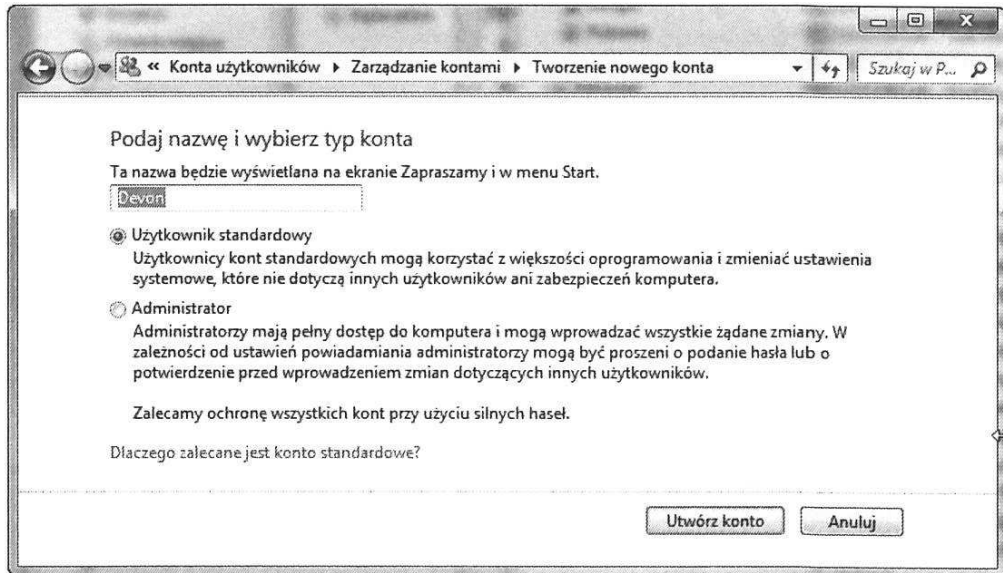 « Konta użytkowników ▸ Zarządzanie kontami ▸ Tworzenie nowego konta
Szukaj w P...
Podaj nazwę i wybierz typ konta
Ta nazwa będzie wyświetlana na ekranie Zapraszamy i w menu Start.
Devon
Użytkownik standardowy
Użytkownicy kont standardowych mogą korzystać z większości oprogramowania i zmieniać ustawienia
systemowe, które nie dotyczą innych użytkowników ani zabezpieczeń komputera.
Administrator
Administratorzy mają pełny dostęp do komputera i mogą wprowadzać wszystkie żądane zmiany. W
zależności od ustawień powiadamiania administratorzy mogą być proszeni o podanie hasła lub o
potwierdzenie przed wprowadzeniem zmian dotyczących innych użytkowników.
Zalecamy ochronę wszystkich kont przy użyciu silnych haseł.
Dlaczego zalecane jest konto standardowe?
Utwórz konto
Anuluj